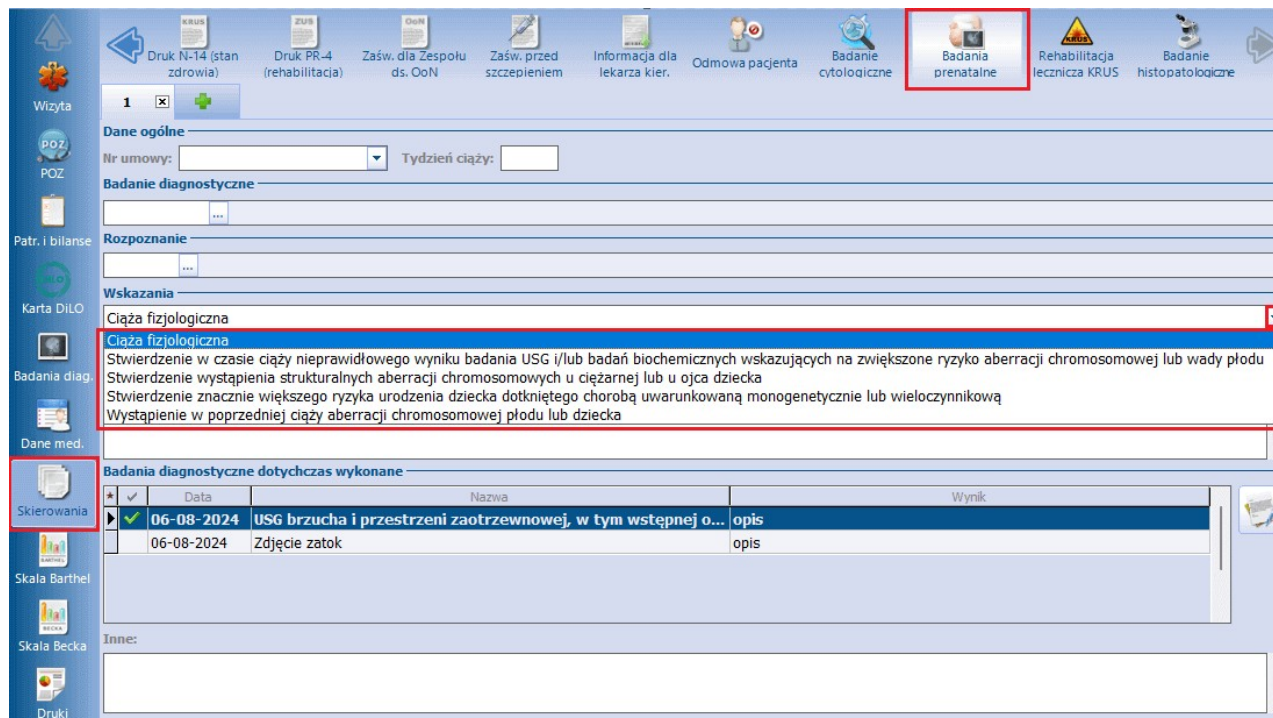 KRUS
Druk N-14 (stan
zdrowia)
ZUS
Druk PR-4
(rehabilitacja)
OoN
Zaśw. dla Zespołu
ds. OoN
Zaśw. przed
szczepieniem
Informacja dla
lekarza kier.
Odmowa pacjenta
Badanie
cytologiczne
Badania
prenatalne
KRUS
Rehabilitacja
lecznicza KRUS
Badanie
histopatologiczne
Wizyta
POZ
POZ
Patr. i bilanse
Karta DiLO
Badania diag.
Dane med.
Skierowania
BARTHEL
Skala Barthel
BECKA
Skala Becka
Druki
1
Dane ogólne
Nr umowy: Tydzień ciąży:
Badanie diagnostyczne
...
Rozpoznanie
...
Wskazania
Ciąża fizjologiczna
Ciąża fizjologiczna
Stwierdzenie w czasie ciąży nieprawidłowego wyniku badania USG i/lub badań biochemicznych wskazujących na zwiększone ryzyko aberracji chromosomowej lub wady płodu
Stwierdzenie wystąpienia strukturalnych aberracji chromosomowych u ciężarnej lub u ojca dziecka
Stwierdzenie znacznie większego ryzyka urodzenia dziecka dotkniętego chorobą uwarunkowaną monogenetycznie lub wieloczynnikową
Wystąpienie w poprzedniej ciąży aberracji chromosomowej płodu lub dziecka
Badania diagnostyczne dotychczas wykonane
Data Nazwa Wynik
06-08-2024 USG brzucha i przestrzeni zaotrzewnowej, w tym wstępnej o... opis
06-08-2024 Zdjęcie zatok opis
Inne: